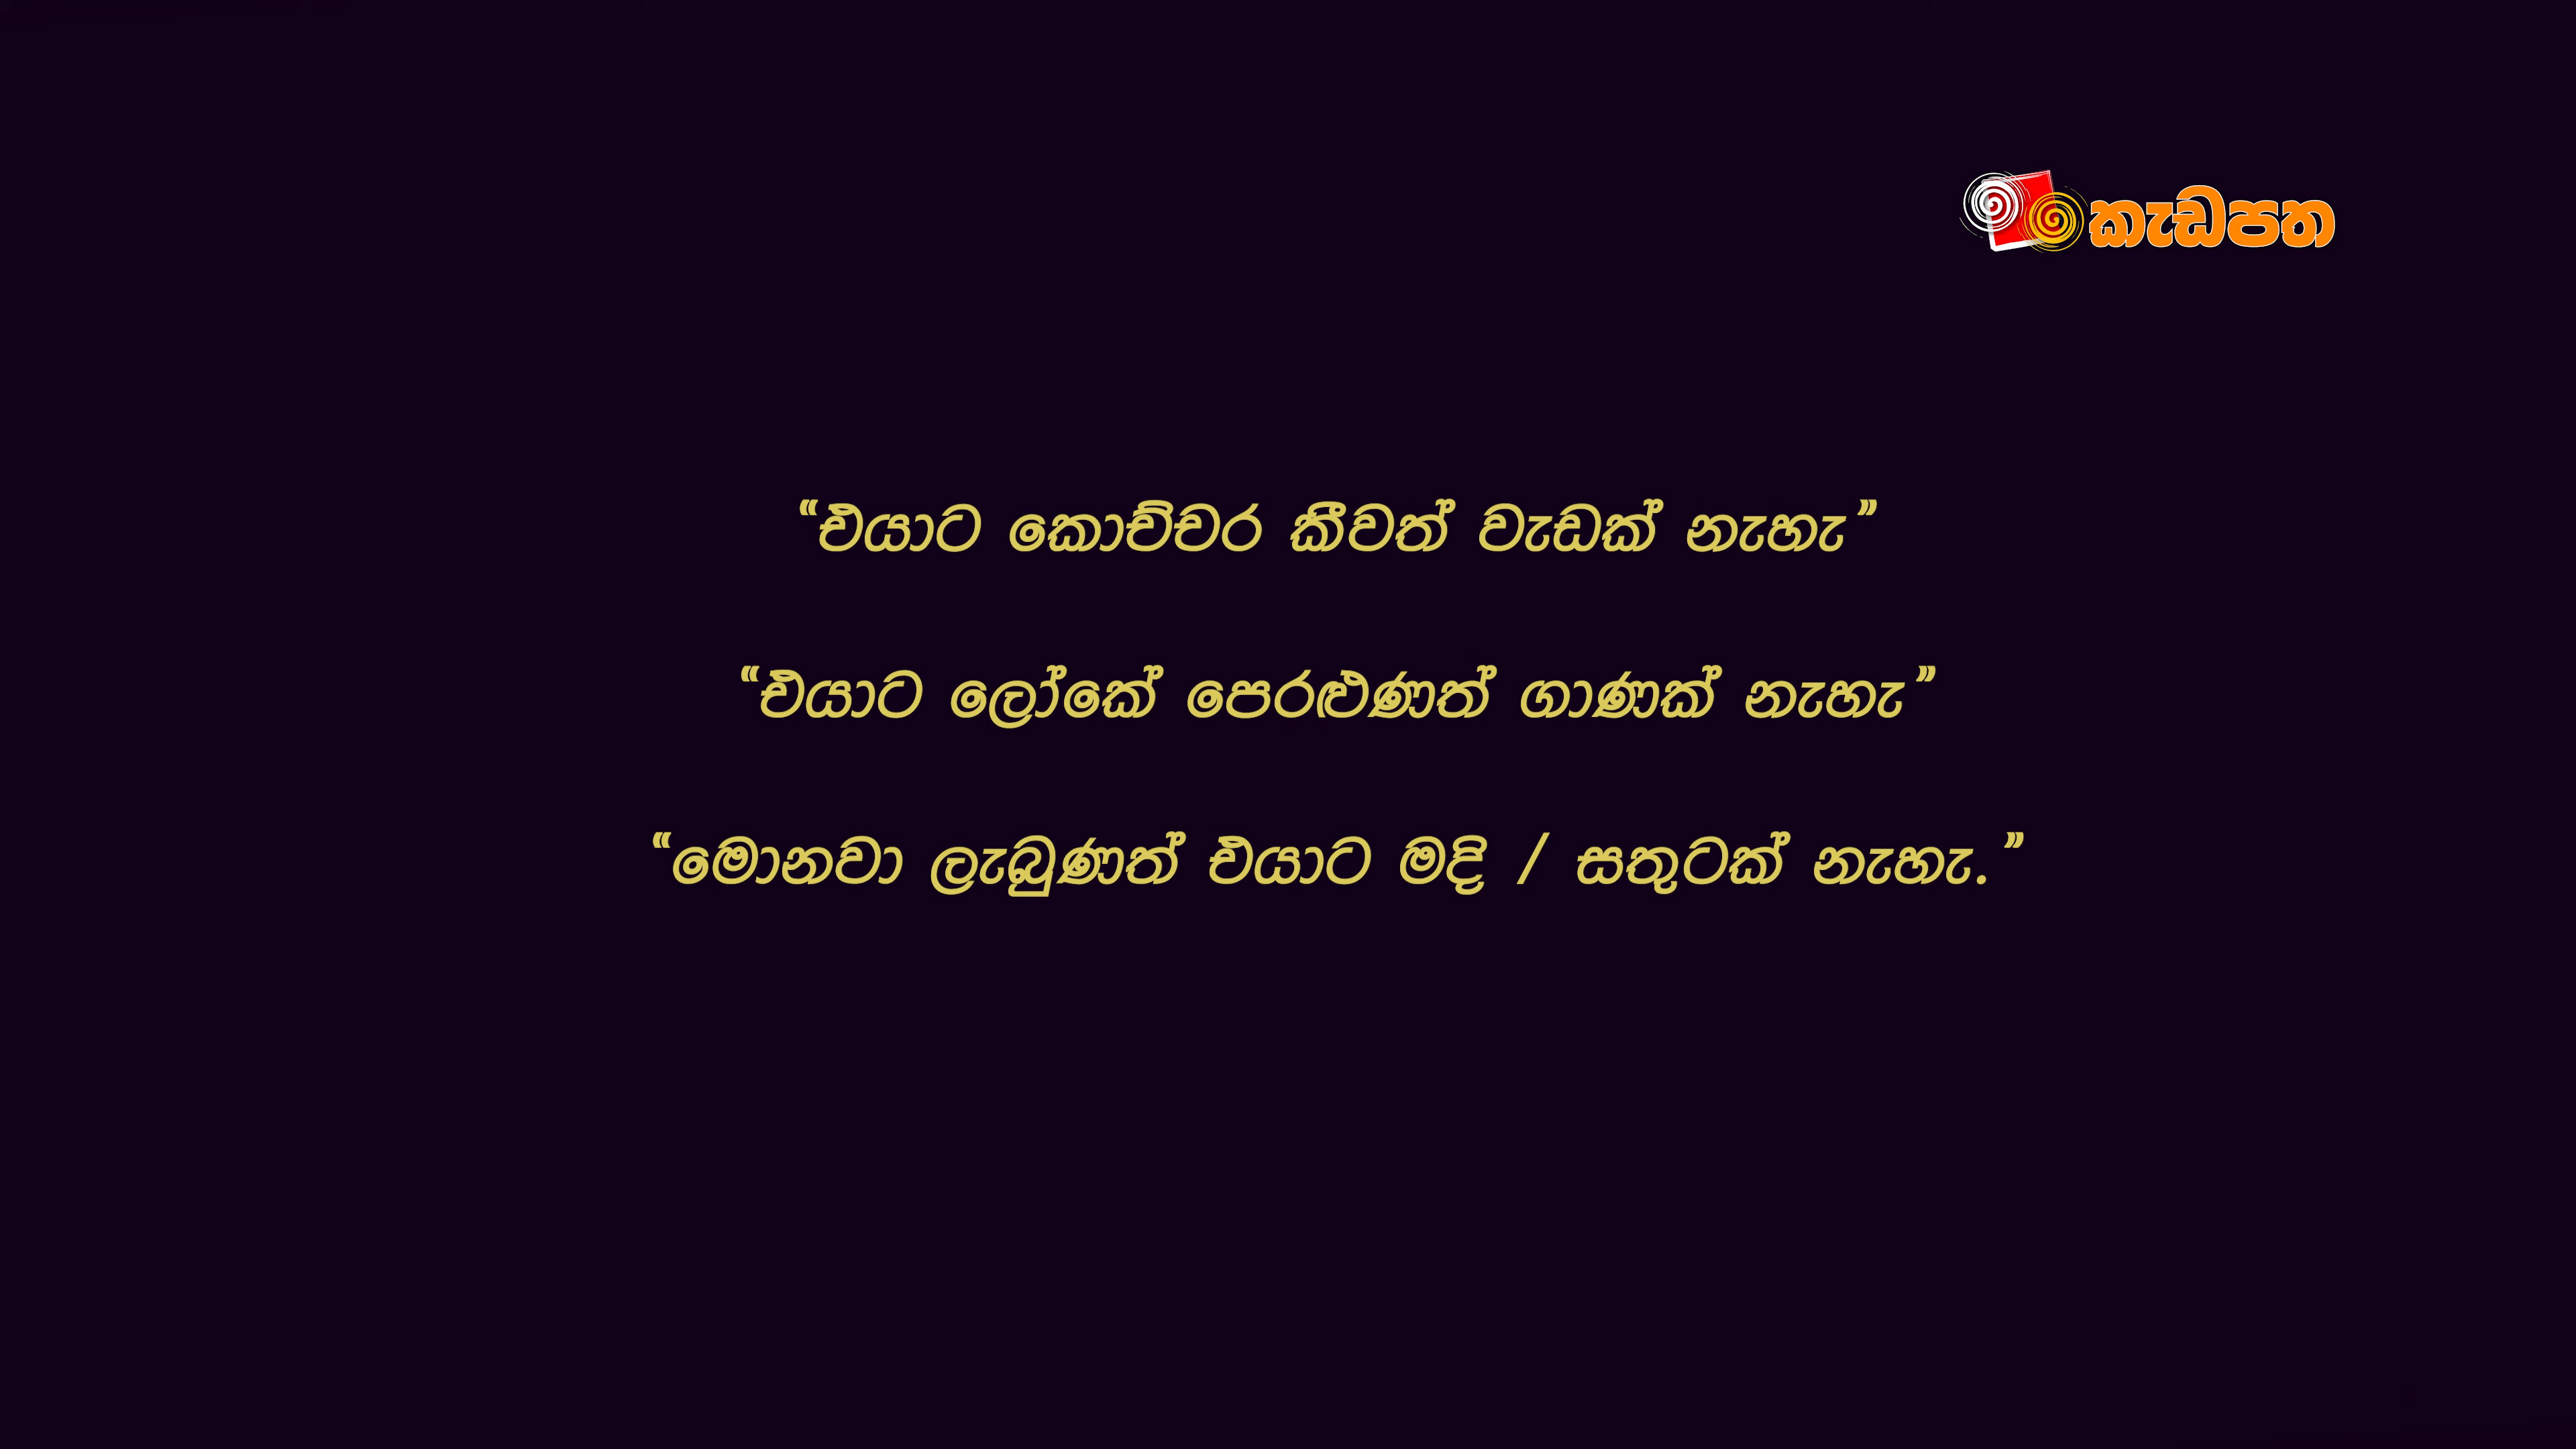 කැඩපත
“එයාට කොච්චර කීවත් වැඩක් නැහැ”
“එයාට ලෝකේ පෙරළුණත් ගාණක් නැහැ”
“මොනවා ලැබුණත් එයාට මදි / සතුටක් නැහැ.”